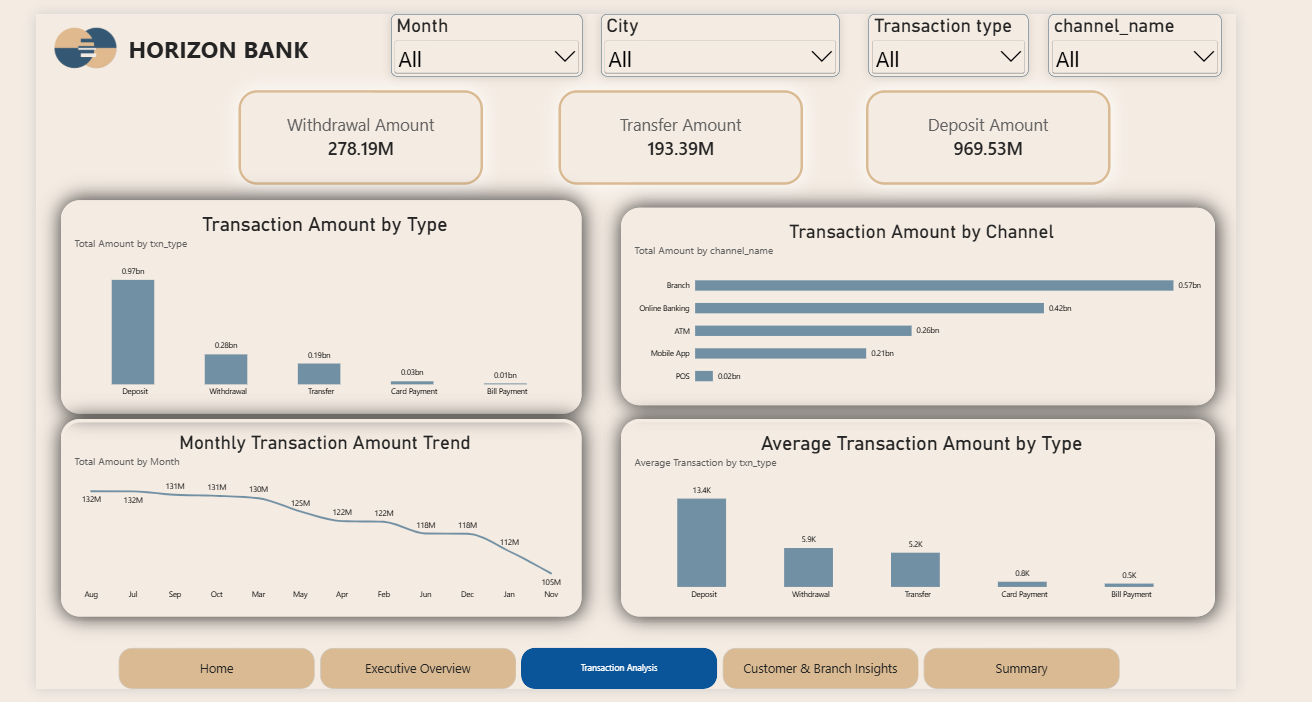 HORIZON BANK
Month
All
City
All
Transaction type
All
channel_name
All
Withdrawal Amount
278.19M
Transfer Amount
193.39M
Deposit Amount
969.53M
Transaction Amount by Type
Total Amount by txn_type
0.97bn
0.28bn
0.19bn
0.03bn
0.01bn
Deposit
Withdrawal
Transfer
Card Payment
Bill Payment
Transaction Amount by Channel
Total Amount by channel_name
Branch 0.57bn
Online Banking 0.42bn
ATM 0.26bn
Mobile App 0.21bn
POS 0.02bn
Monthly Transaction Amount Trend
Total Amount by Month
132M
132M
131M
131M
130M
125M
122M
122M
118M
118M
112M
105M
Aug
Jul
Sep
Oct
Mar
May
Apr
Feb
Jun
Dec
Jan
Nov
Average Transaction Amount by Type
Average Transaction by txn_type
13.4K
5.9K
5.2K
0.8K
0.5K
Deposit
Withdrawal
Transfer
Card Payment
Bill Payment
Home
Executive Overview
Transaction Analysis
Customer & Branch Insights
Summary